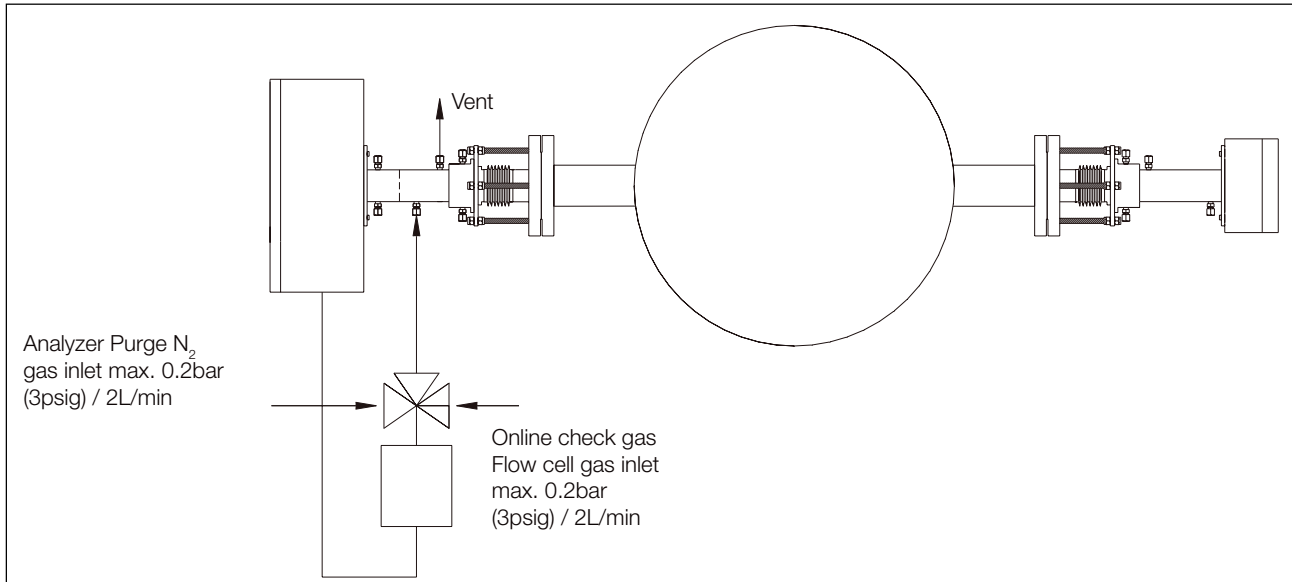 Vent
Analyzer Purge N₂
gas inlet max. 0.2bar
(3psig) / 2L/min
Online check gas
Flow cell gas inlet
max. 0.2bar
(3psig) / 2L/min